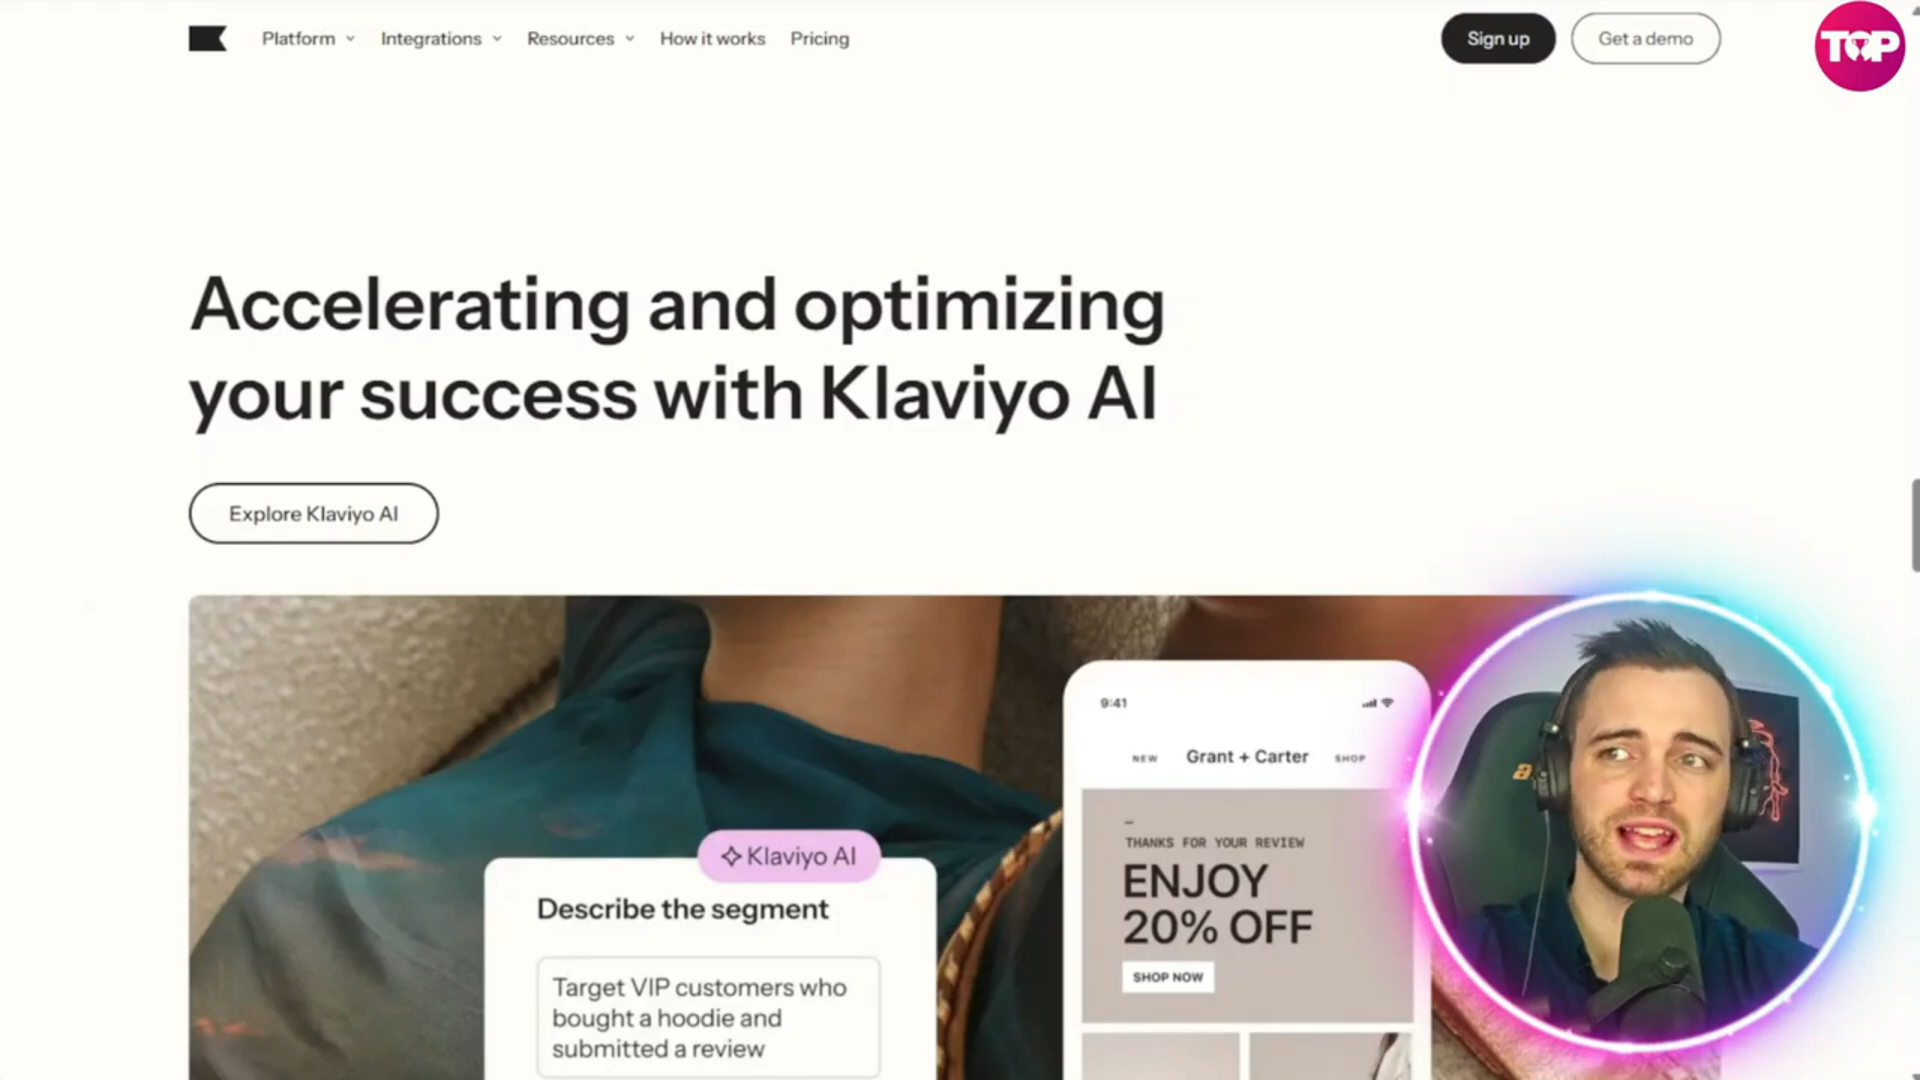 Platform
Integrations
Resources
How it works
Pricing
Sign up
Get a demo
TOP
Accelerating and optimizing
your success with Klaviyo AI
Explore Klaviyo AI
9:41
NEW
Grant + Carter
SHOP
THANKS FOR YOUR REVIEW
ENJOY
20% OFF
SHOP NOW
Klaviyo AI
Describe the segment
Target VIP customers who
bought a hoodie and
submitted a review